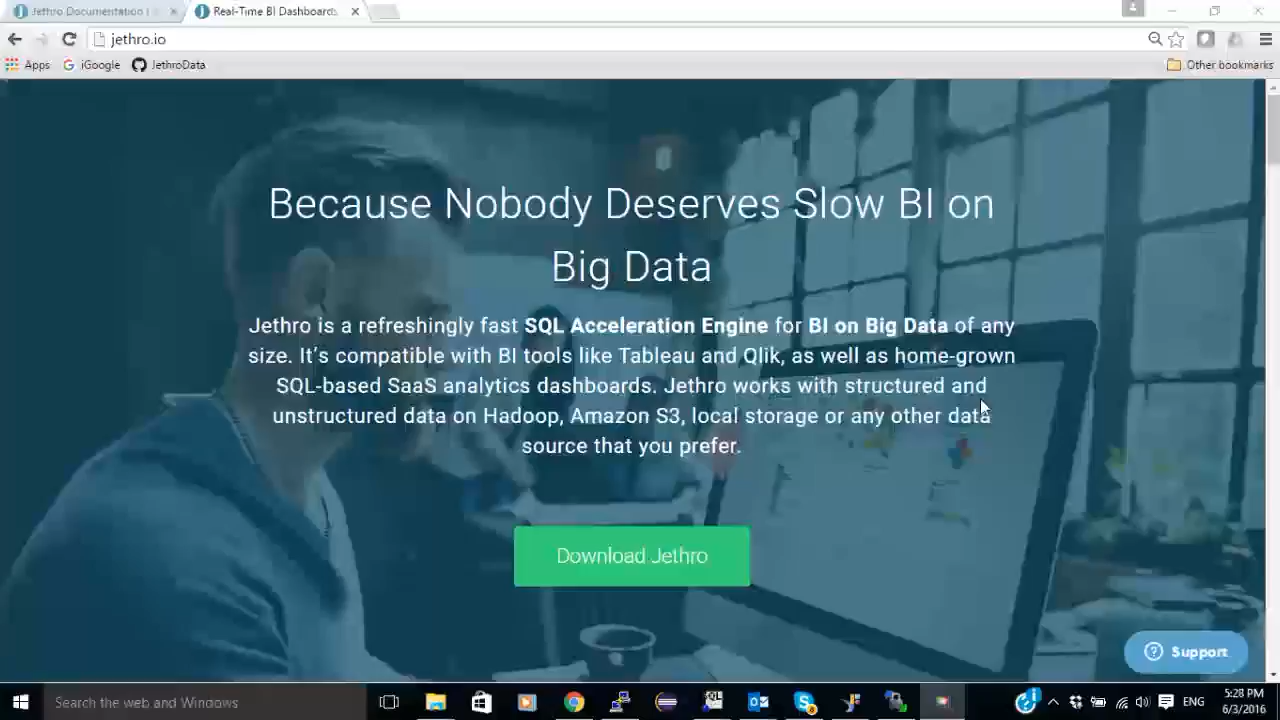 Jethro Documentation |
Real-Time BI Dashboards
jethro.io
Apps
iGoogle
JethroData
Other bookmarks
Because Nobody Deserves Slow BI on
Big Data
Jethro is a refreshingly fast SQL Acceleration Engine for BI on Big Data of any
size. It's compatible with BI tools like Tableau and Qlik, as well as home-grown
SQL-based SaaS analytics dashboards. Jethro works with structured and
unstructured data on Hadoop, Amazon S3, local storage or any other data
source that you prefer.
Download Jethro
Support
Search the web and Windows
ENG
5:28 PM
6/3/2016